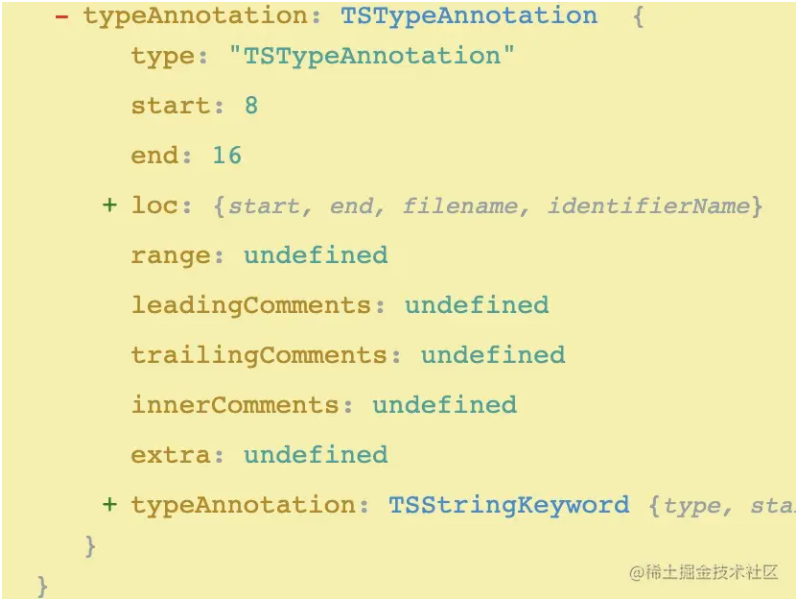 - typeAnnotation: TSTypeAnnotation {
type: "TSTypeAnnotation"
start: 8
end: 16
+ loc: {start, end, filename, identifierName}
range: undefined
leadingComments: undefined
trailingComments: undefined
innerComments: undefined
extra: undefined
+ typeAnnotation: TSStringKeyword {type, sta
}
}
@稀土掘金技术社区